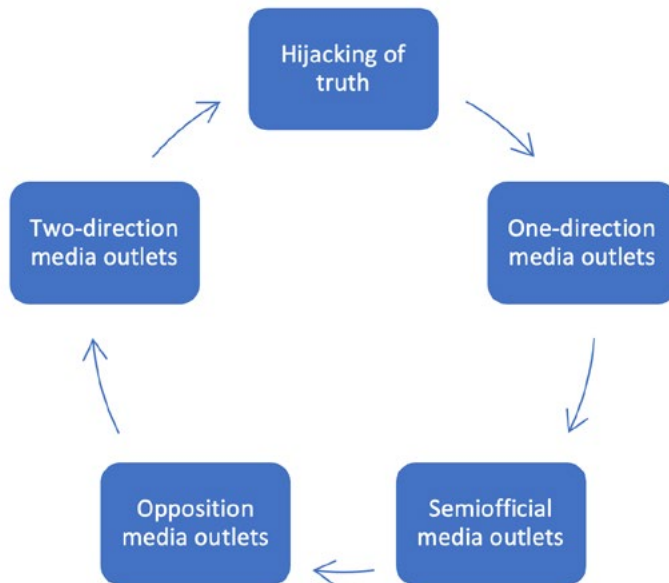 Hijacking of
truth
One-direction
media outlets
Semiofficial
media outlets
Opposition
media outlets
Two-direction
media outlets